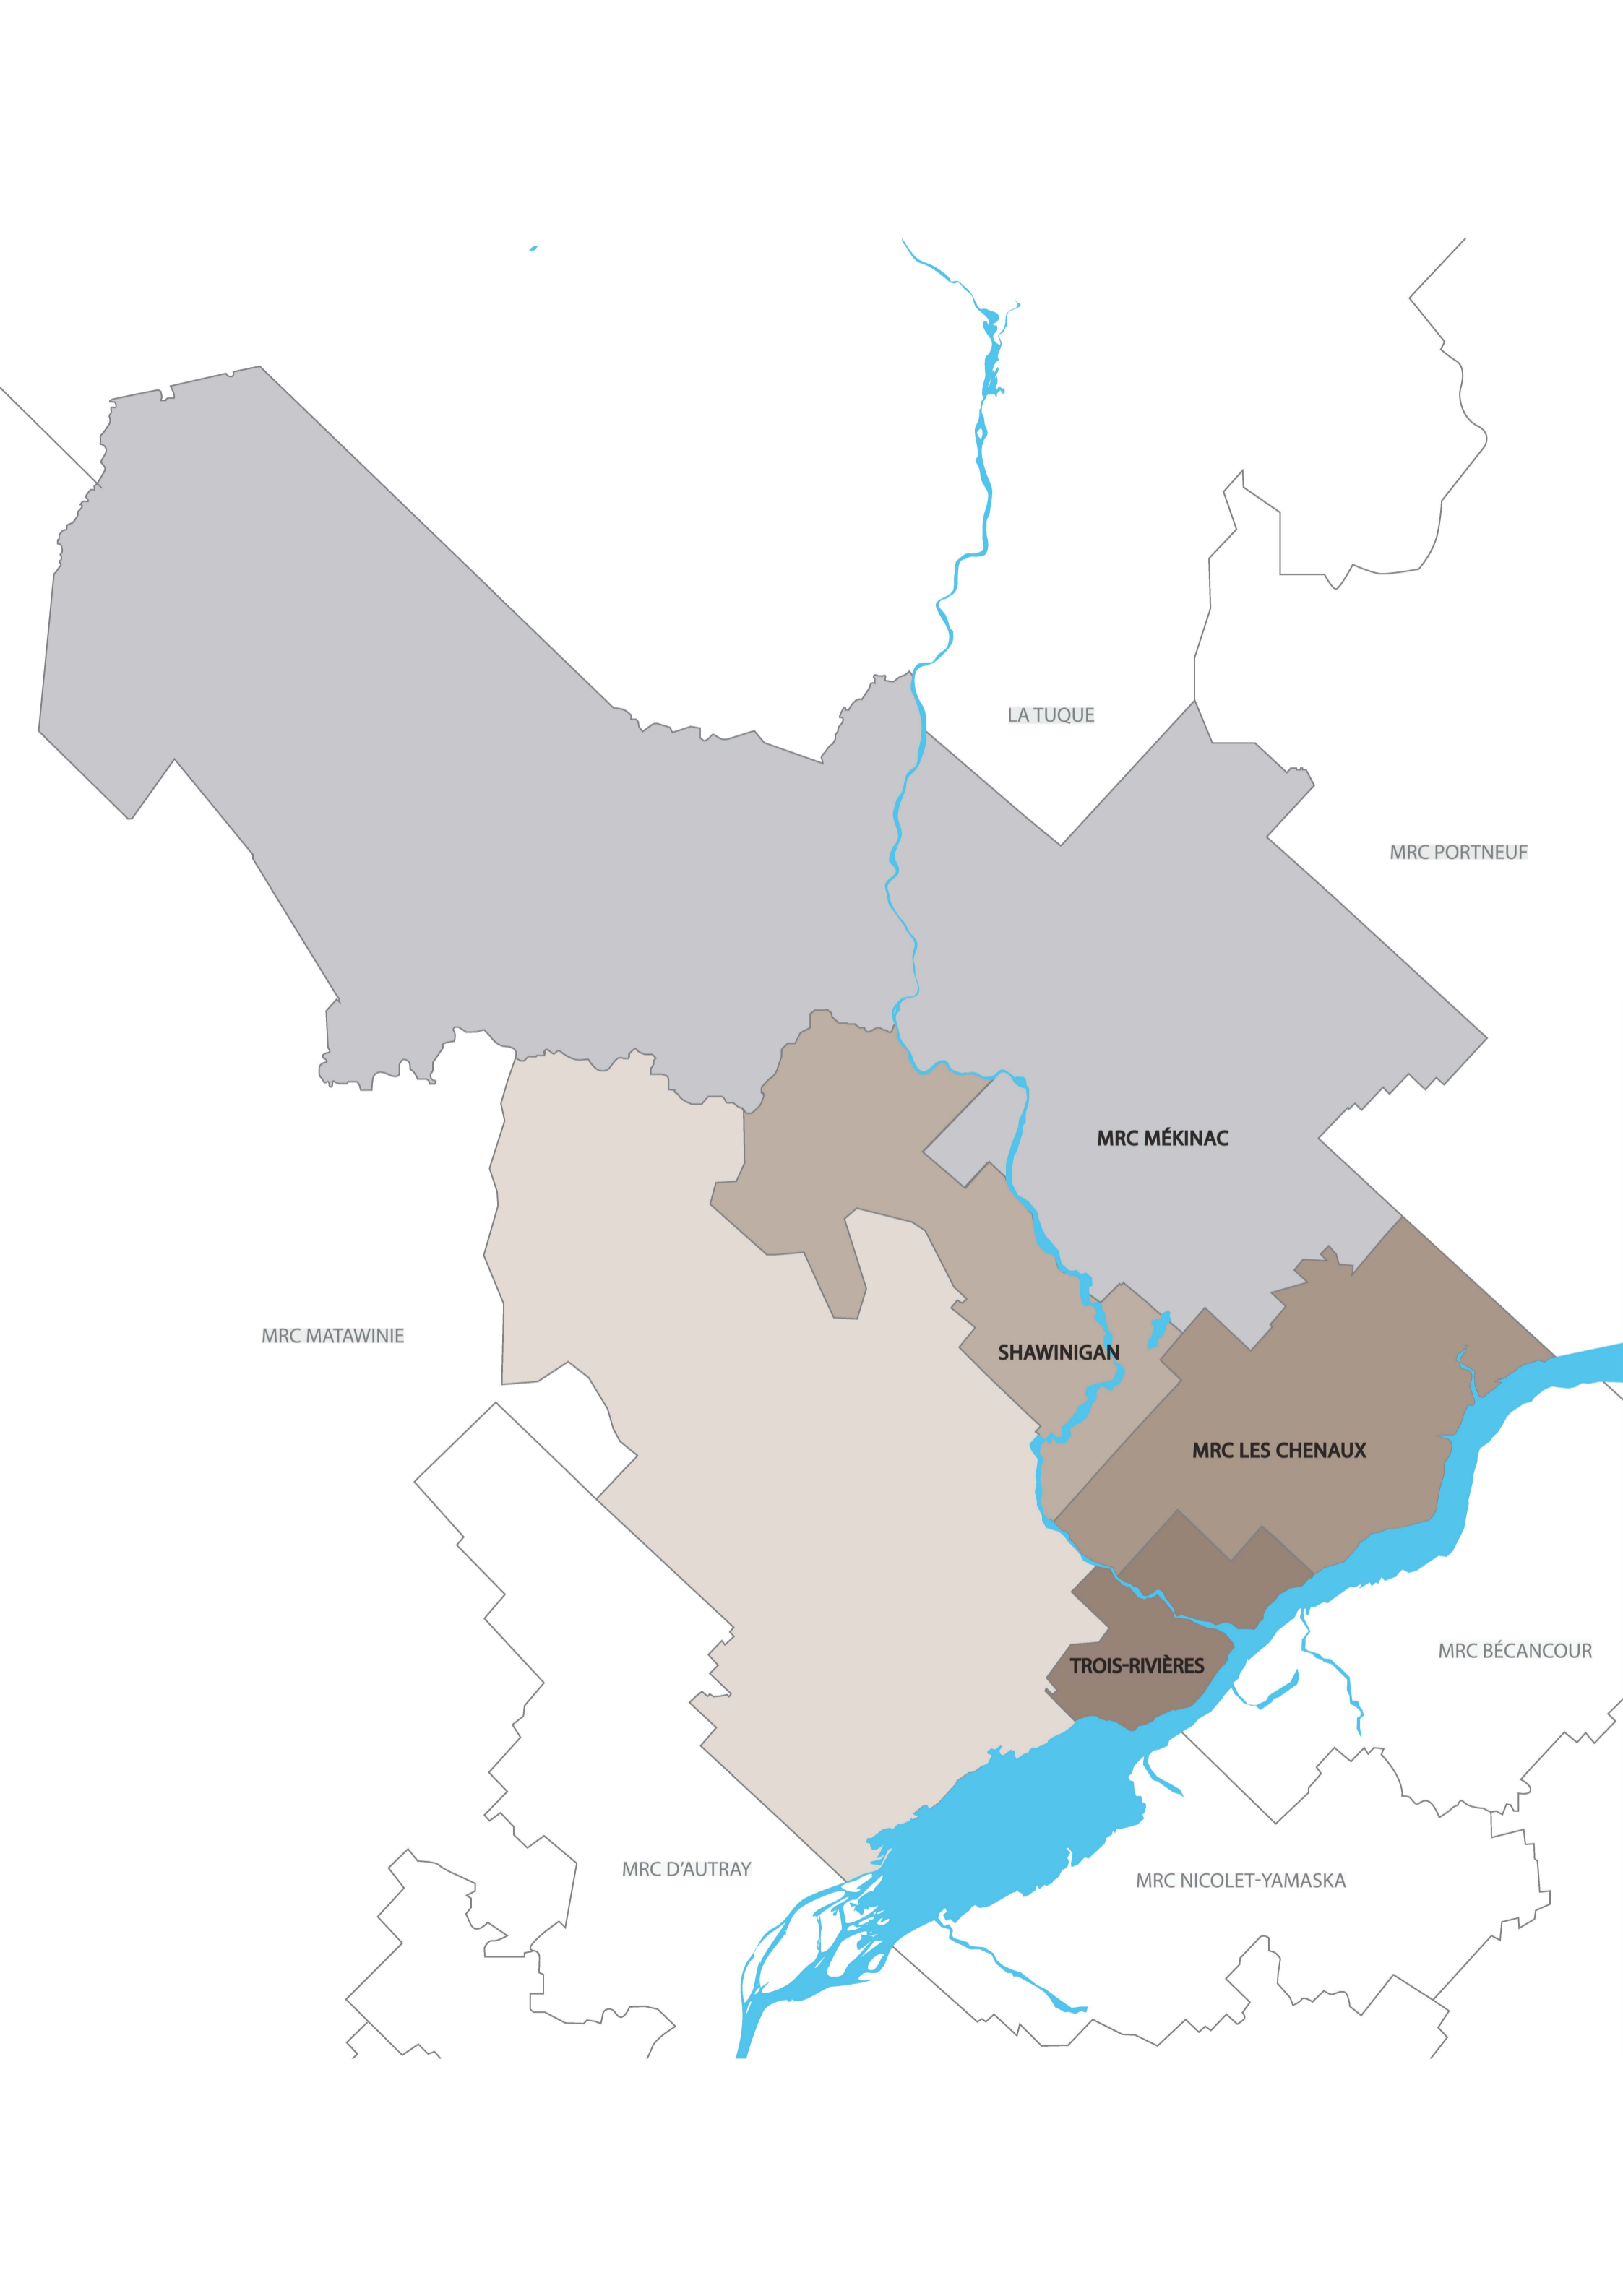 LA TUQUE
MRC PORTNEUF
MRC MÉKINAC
MRC MATAWINIE
SHAWINIGAN
MRC LES CHENAUX
MRC BÉCANCOUR
TROIS-RIVIÈRES
MRC D'AUTRAY
MRC NICOLET-YAMASKA